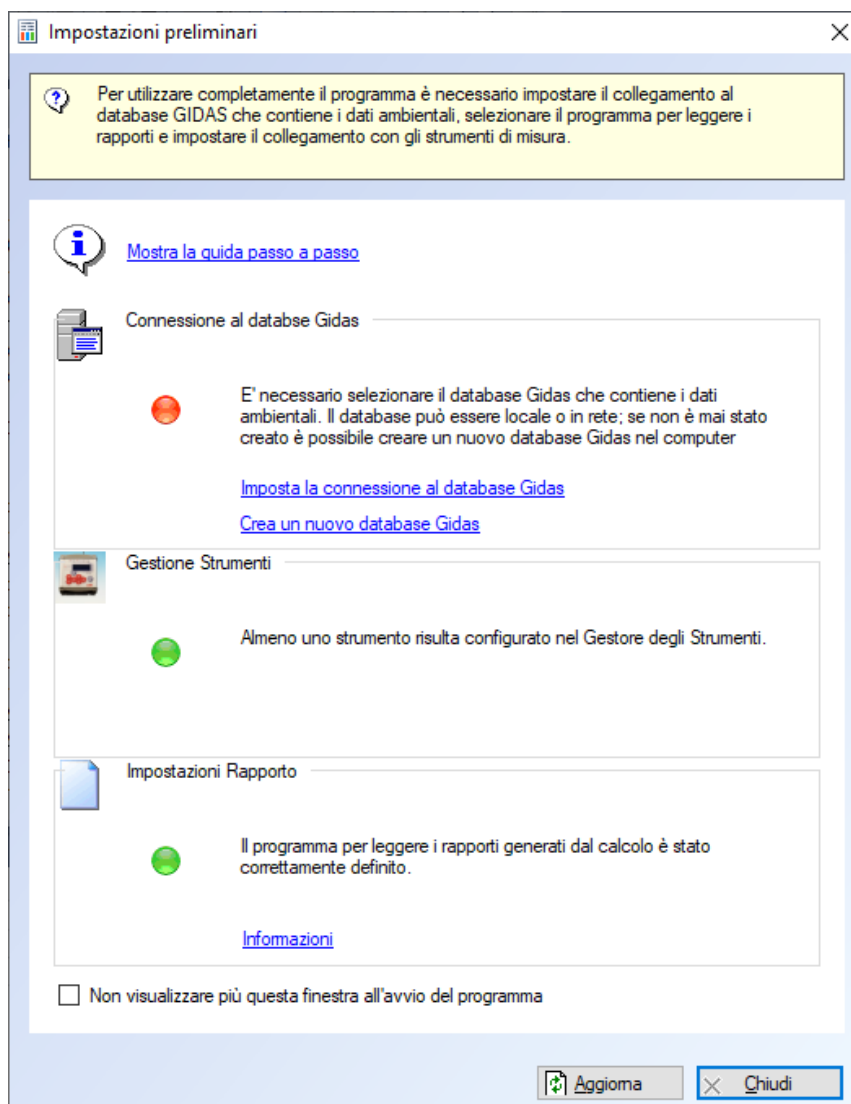 Impostazioni preliminari
Per utilizzare completamente il programma è necessario impostare il collegamento al
database GIDAS che contiene i dati ambientali, selezionare il programma per leggere i
rapporti e impostare il collegamento con gli strumenti di misura.
Mostra la guida passo a passo
Connessione al databse Gidas
E' necessario selezionare il database Gidas che contiene i dati
ambientali. Il database può essere locale o in rete; se non è mai stato
creato è possibile creare un nuovo database Gidas nel computer
Imposta la connessione al database Gidas
Crea un nuovo database Gidas
Gestione Strumenti
Almeno uno strumento risulta configurato nel Gestore degli Strumenti.
Impostazioni Rapporto
Il programma per leggere i rapporti generati dal calcolo è stato
correttamente definito.
Informazioni
Non visualizzare più questa finestra all'avvio del programma
Aggiorna
Chiudi